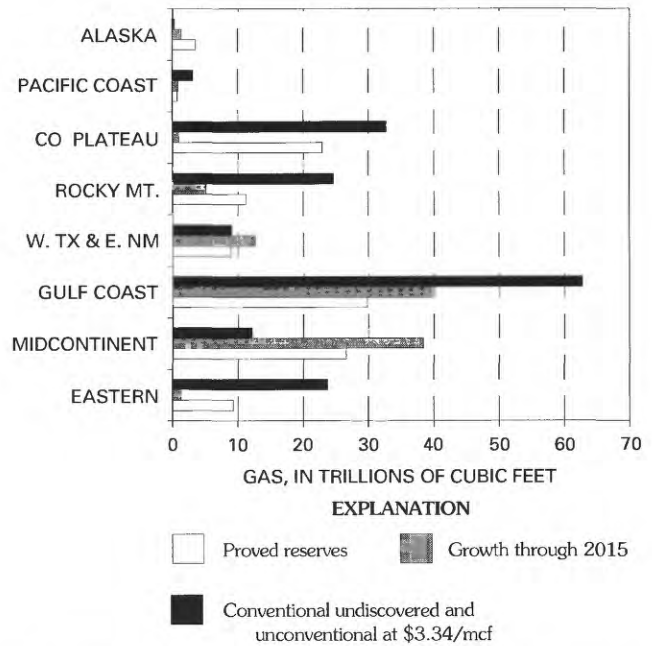 ALASKA
PACIFIC COAST
CO PLATEAU
ROCKY MT.
W. TX & E. NM
GULF COAST
MIDCONTINENT
EASTERN
0 10 20 30 40 50 60 70
GAS, IN TRILLIONS OF CUBIC FEET
EXPLANATION
Proved reserves Growth through 2015
Conventional undiscovered and
unconventional at $3.34/mcf